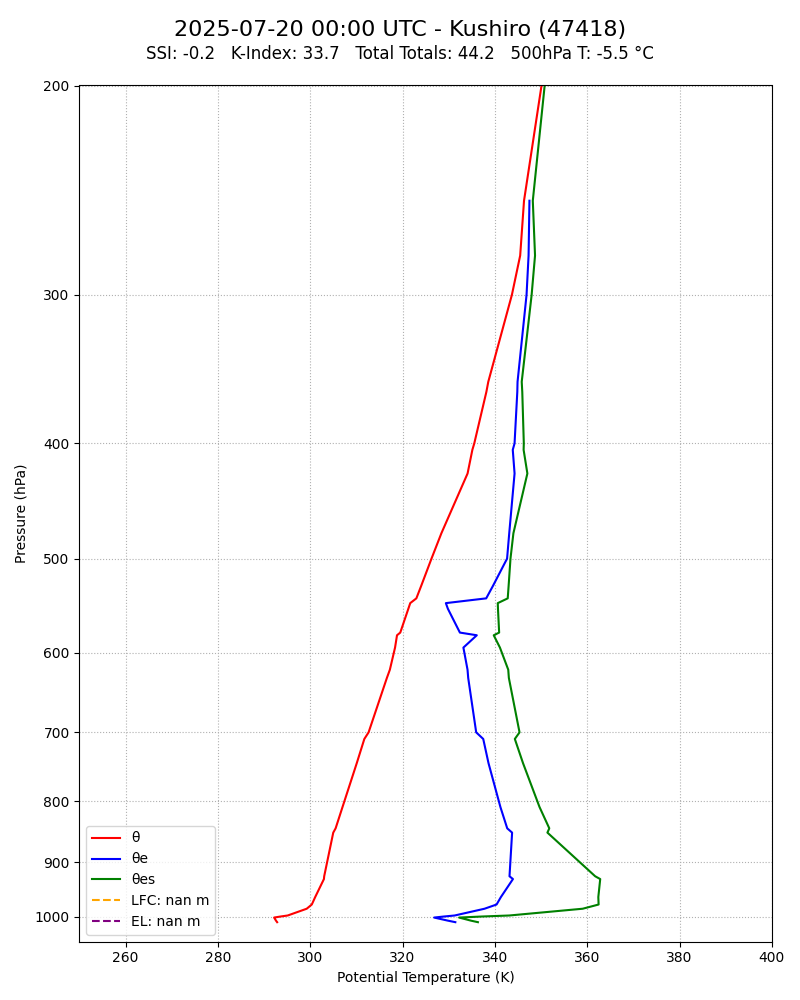 2025-07-20 00:00 UTC - Kushiro (47418)
SSI: -0.2   K-Index: 33.7   Total Totals: 44.2   500hPa T: -5.5 °C
200
300
400
500
600
700
800
900
1000
Pressure (hPa)
θ
θe
θes
LFC: nan m
EL: nan m
260 280 300 320 340 360 380 400
Potential Temperature (K)